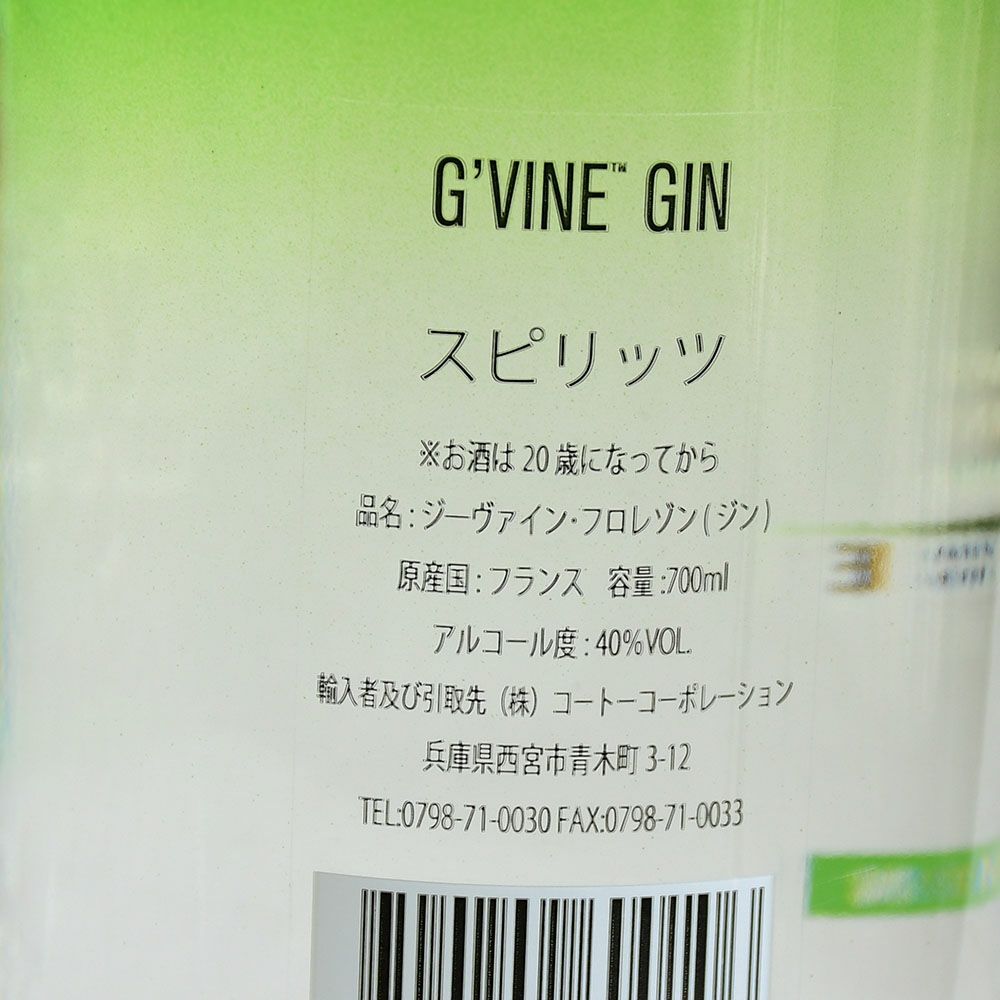 G'VINE™ GIN
スピリッツ
※お酒は20歳になってから
品名:ジーヴァイン・フロレゾン(ジン)
原産国:フランス 容量:700ml
アルコール度:40%VOL.
輸入者及び引取先（株）コートーコーポレーション
兵庫県西宮市青木町3-12
TEL:0798-71-0030 FAX:0798-71-0033